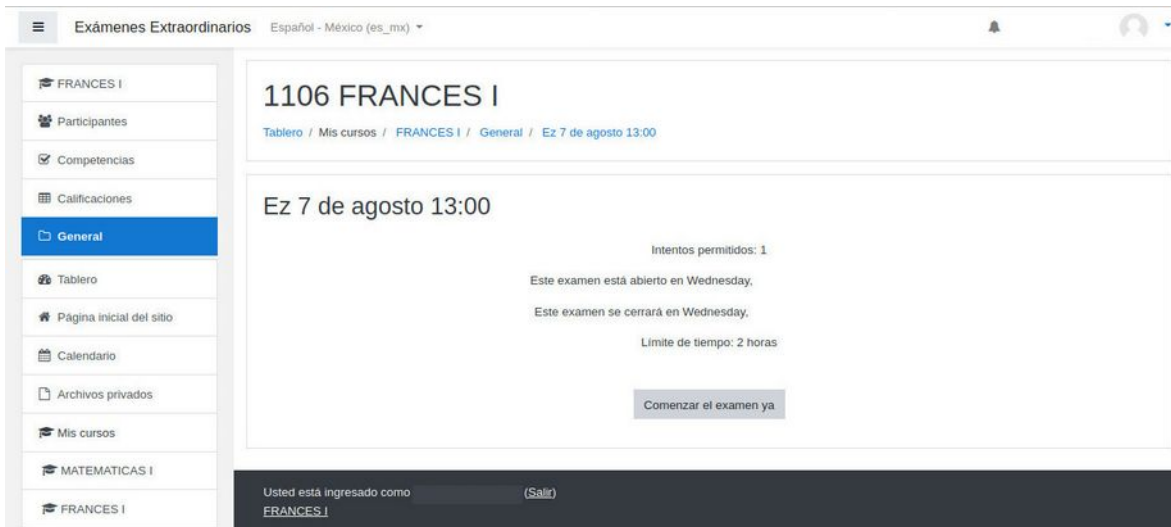 Exámenes Extraordinarios Español - México (es_mx)
FRANCES I
Participantes
Competencias
Calificaciones
General
Tablero
Página inicial del sitio
Calendario
Archivos privados
Mis cursos
MATEMATICAS I
FRANCES I
1106 FRANCES I
Tablero / Mis cursos / FRANCES I / General / Ez 7 de agosto 13:00
Ez 7 de agosto 13:00
Intentos permitidos: 1
Este examen está abierto en Wednesday,
Este examen se cerrará en Wednesday,
Límite de tiempo: 2 horas
Comenzar el examen ya
Usted está ingresado como (Salir)
FRANCES I